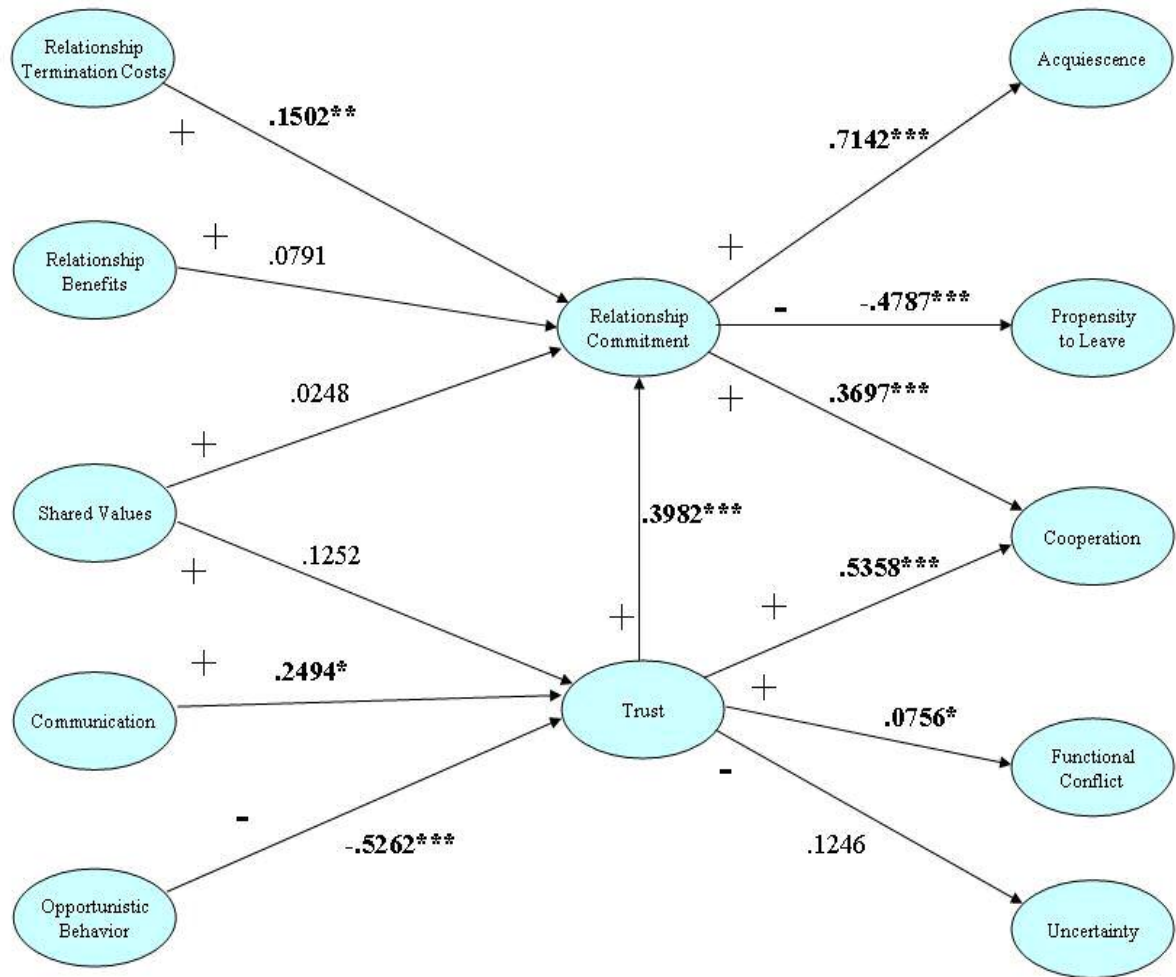 Relationship
Termination Costs
Acquiescence
.1502**
+
.7142***
Relationship
Benefits
+
.0791
+
Relationship
Commitment
-
-.4787***
Propensity
to Leave
.0248
+
.3697***
+
Shared Values
.3982***
Cooperation
+
.1252
.5358***
+
+
+
.2494*
+
Communication
Trust
.0756*
Functional
Conflict
-
-
-.5262***
.1246
Opportunistic
Behavior
Uncertainty